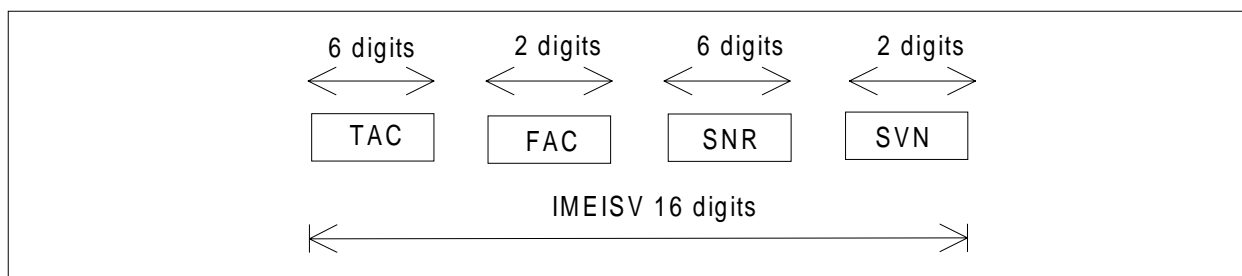 6 digits 2 digits 6 digits 2 digits
TAC FAC SNR SVN
IMEISV 16 digits